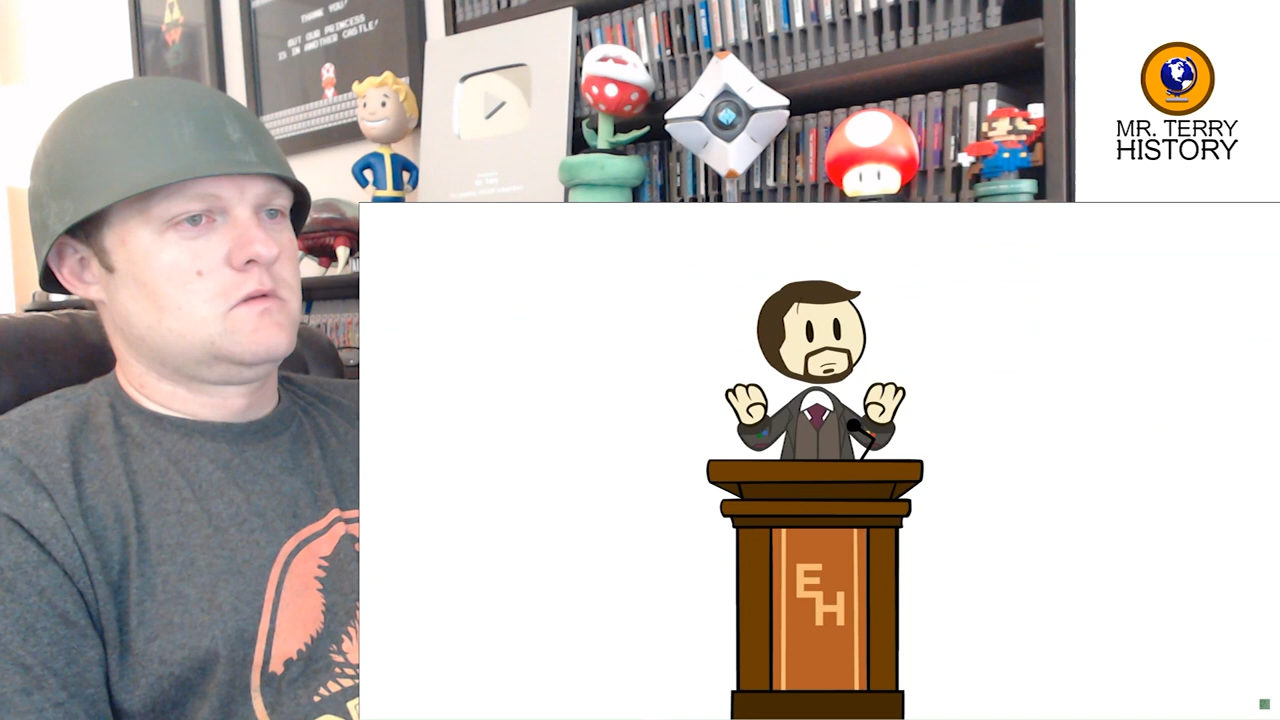 THANK YOU!
BUT OUR PRINCESS
IS IN ANOTHER CASTLE!
MR. TERRY
HISTORY
EH